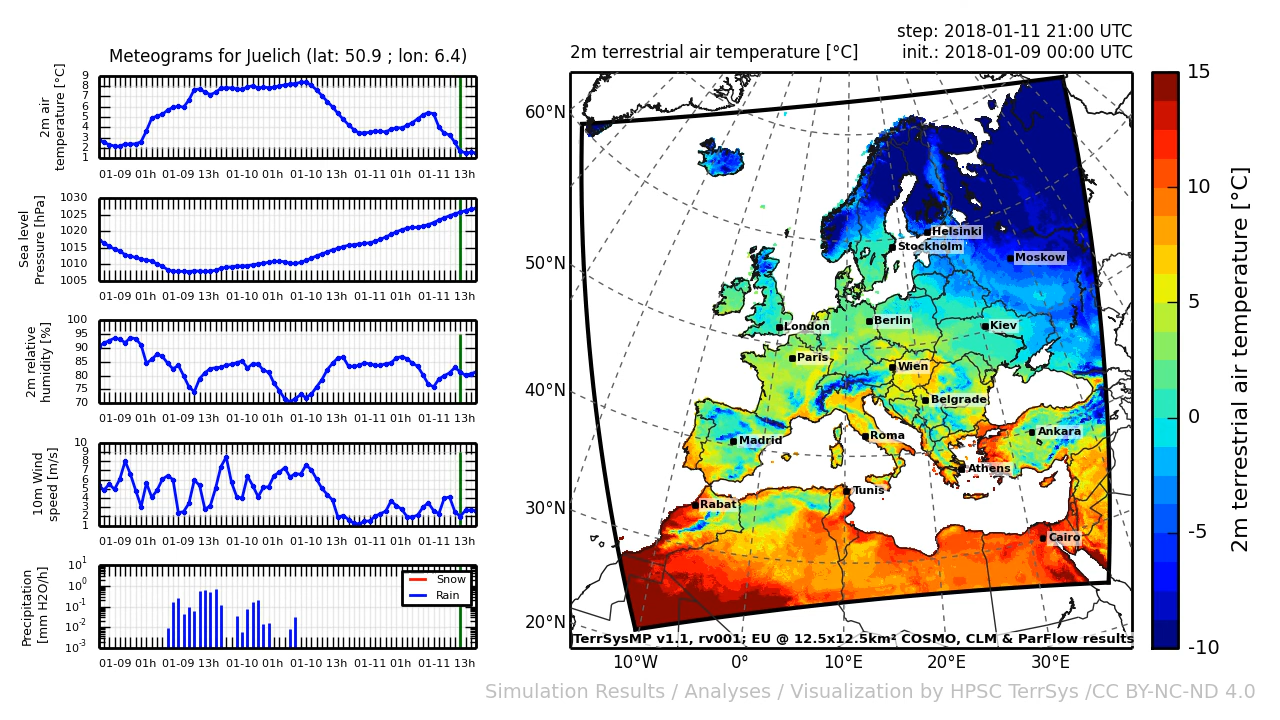 step: 2018-01-11 21:00 UTC
Meteograms for Juelich (lat: 50.9 ; lon: 6.4)
2m terrestrial air temperature [°C]
init.: 2018-01-09 00:00 UTC
2m air
temperature [°C]
9
8
7
6
5
4
3
2
1
01-09 01h 01-09 13h 01-10 01h 01-10 13h 01-11 01h 01-11 13h
Sea level
Pressure [hPa]
1030
1025
1020
1015
1010
1005
01-09 01h 01-09 13h 01-10 01h 01-10 13h 01-11 01h 01-11 13h
2m relative
humidity [%]
100
95
90
85
80
75
70
01-09 01h 01-09 13h 01-10 01h 01-10 13h 01-11 01h 01-11 13h
10m Wind
speed [m/s]
10
9
8
7
6
5
4
3
2
1
01-09 01h 01-09 13h 01-10 01h 01-10 13h 01-11 01h 01-11 13h
Precipitation
[mm H2O/h]
10^1
10^0
10^-1
10^-2
10^-3
Snow
Rain
01-09 01h 01-09 13h 01-10 01h 01-10 13h 01-11 01h 01-11 13h
60°N
50°N
40°N
30°N
20°N
Helsinki
Stockholm
Moskow
London
Berlin
Kiev
Paris
Wien
Belgrade
Madrid
Roma
Ankara
Athens
Tunis
Rabat
Cairo
TerrSysMP v1.1, rv001; EU @ 12.5x12.5km² COSMO, CLM & ParFlow results
10°W
0°
10°E
20°E
30°E
15
10
5
0
-5
-10
2m terrestrial air temperature [°C]
Simulation Results / Analyses / Visualization by HPSC TerrSys /CC BY-NC-ND 4.0